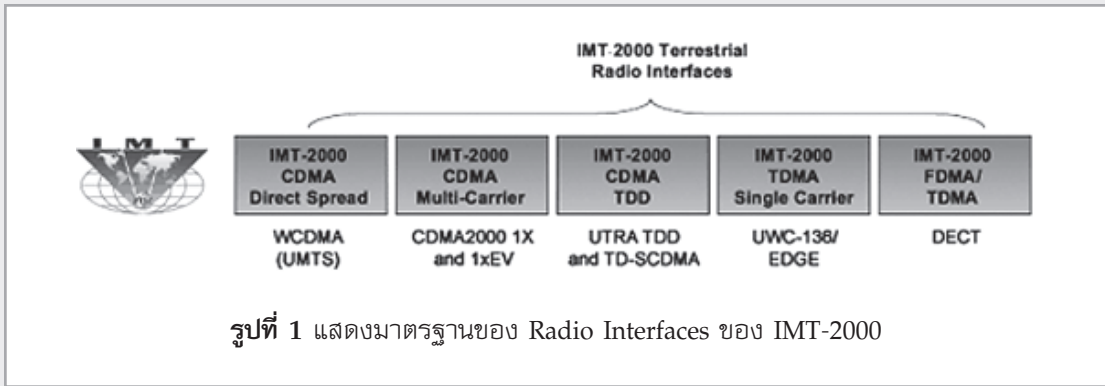 IMT-2000 Terrestrial
Radio Interfaces
IMT
IMT-2000
CDMA
Direct Spread
IMT-2000
CDMA
Multi-Carrier
IMT-2000
CDMA
TDD
IMT-2000
TDMA
Single Carrier
IMT-2000
FDMA/
TDMA
WCDMA
(UMTS)
CDMA2000 1X
and 1xEV
UTRA TDD
and TD-SCDMA
UWC-136/
EDGE
DECT
รูปที่ 1 แสดงมาตรฐานของ Radio Interfaces ของ IMT-2000